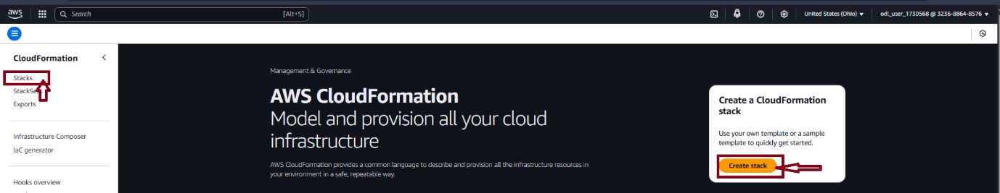 aws
Search
[Alt+S]
United States (Ohio)
odl_user_1730568 @ 3236-8864-8576
CloudFormation
Stacks
Exports
Infrastructure Composer
IaC generator
Hooks overview
Management & Governance
AWS CloudFormation
Model and provision all your cloud
infrastructure
AWS CloudFormation provides a common language to describe and provision all the infrastructure resources in
your environment in a safe, repeatable way.
Create a CloudFormation
stack
Use your own template or a sample
template to quickly get started.
Create stack